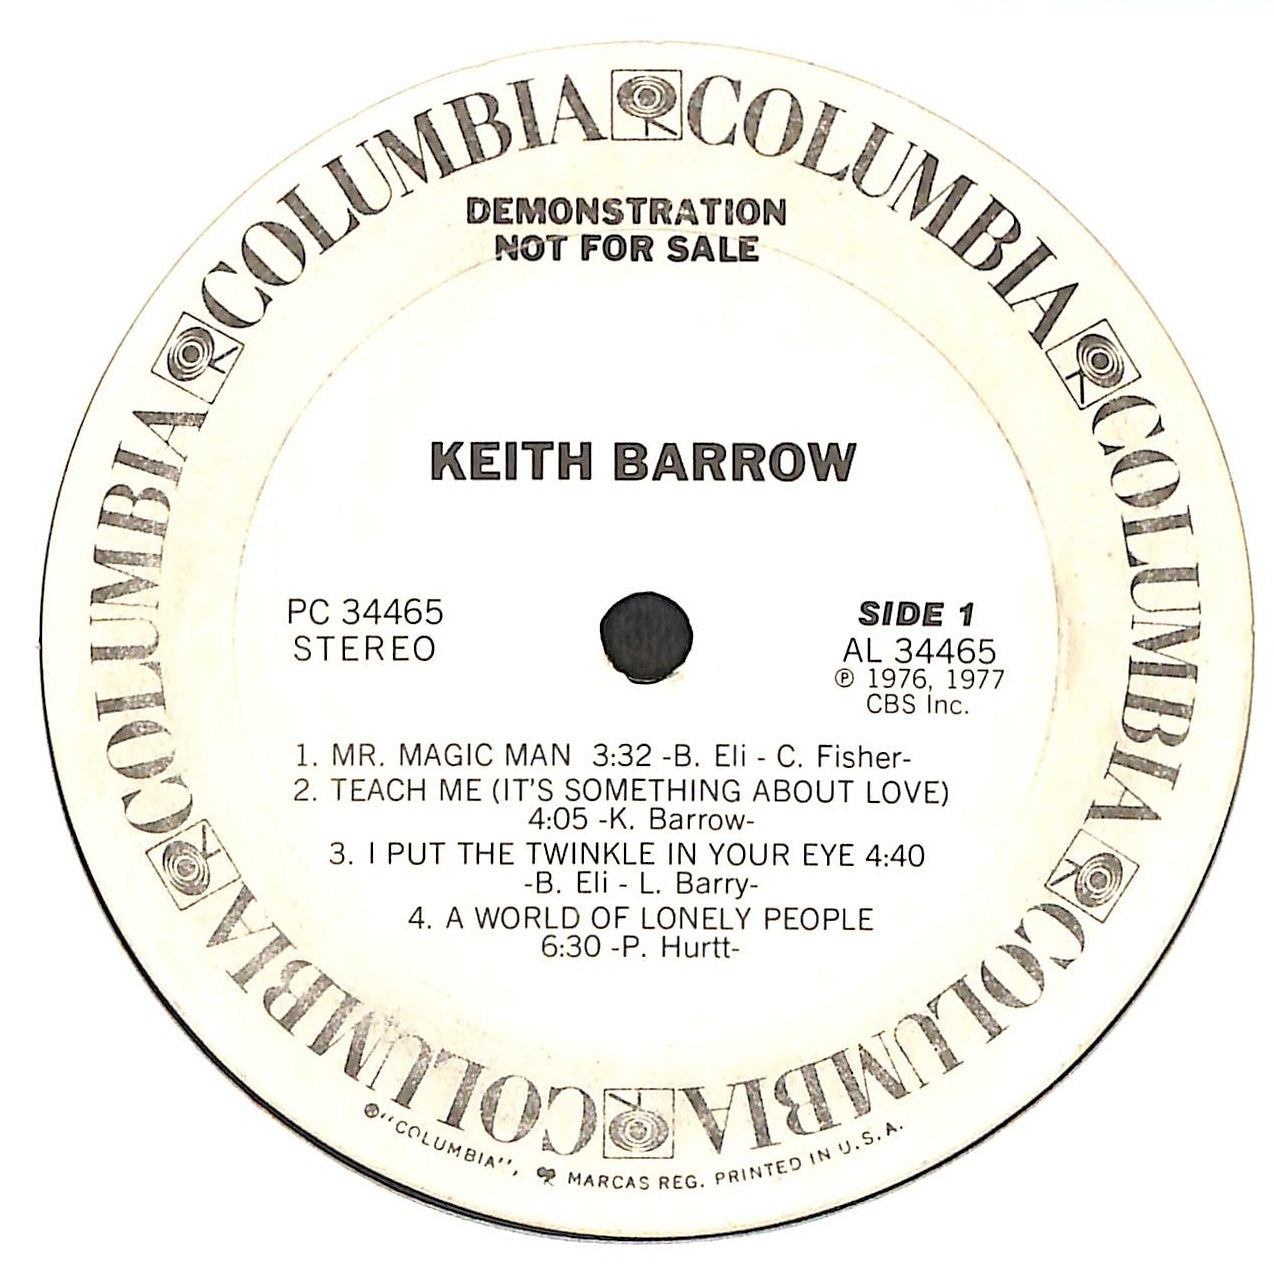 COLUMBIA COLUMBIA COLUMBIA COLUMBIA COLUMBIA COLUMBIA
DEMONSTRATION
NOT FOR SALE
KEITH BARROW
PC 34465
STEREO
SIDE 1
AL 34465
℗ 1976, 1977
CBS Inc.
1. MR. MAGIC MAN 3:32 -B. Eli - C. Fisher-
2. TEACH ME (IT'S SOMETHING ABOUT LOVE)
4:05 -K. Barrow-
3. I PUT THE TWINKLE IN YOUR EYE 4:40
-B. Eli - L. Barry-
4. A WORLD OF LONELY PEOPLE
6:30 -P. Hurtt-
®"COLUMBIA", MARCAS REG. PRINTED IN U.S.A.